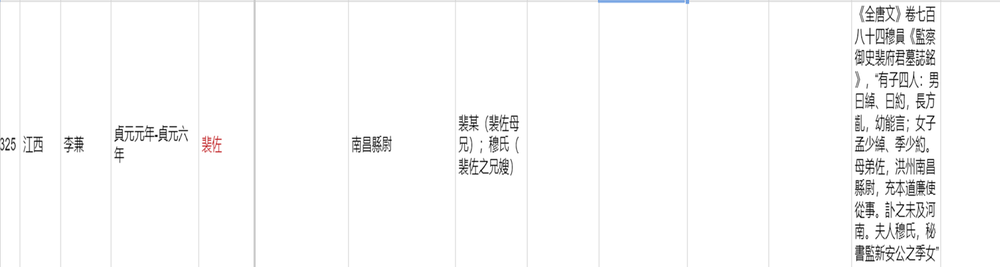 325
江西
李兼
貞元元年-貞元六
年
裴佐
南昌縣尉
裴某（裴佐母
兄）；穆氏（
裴佐之兄嫂）
《全唐文》卷七百
八十四穆員《監察
御史裴府君墓誌銘
》，“有子四人：男
日綽、日約，長方
齓，幼能言；女子
孟少綽、季少約。
母弟佐，洪州南昌
縣尉，充本道廉使
從事。訃之未及河
南。夫人穆氏，秘
書監新安公之季女”